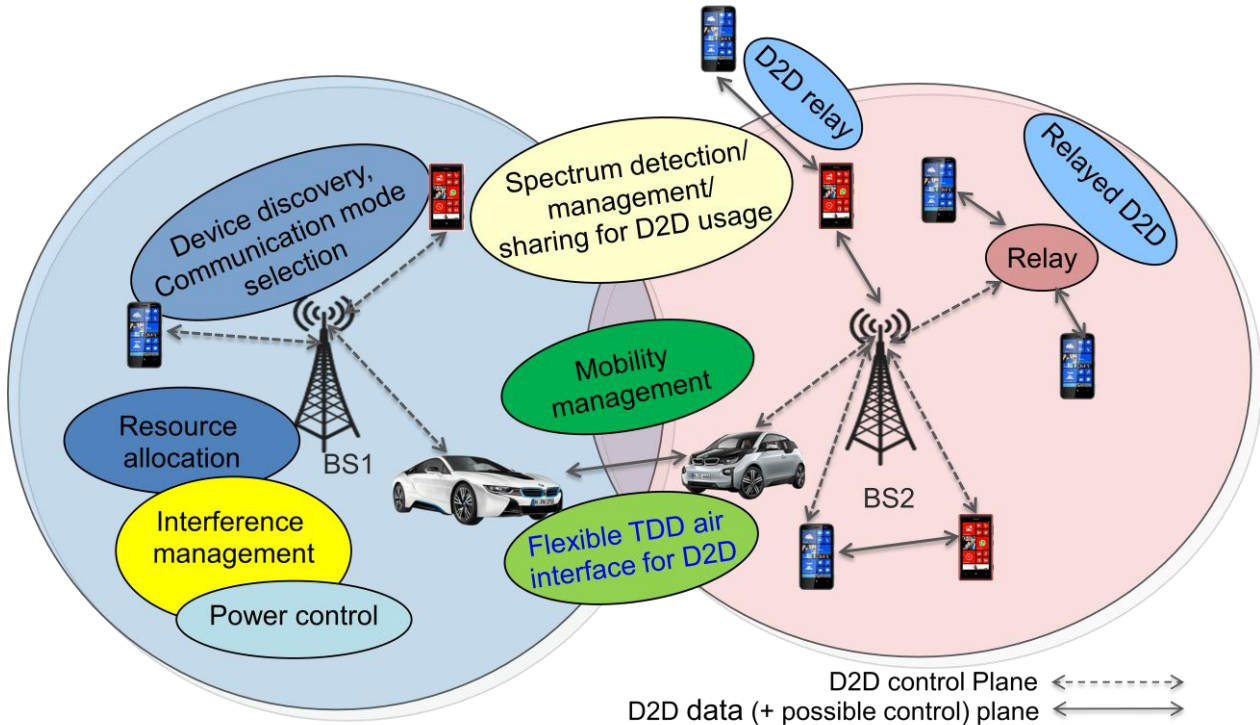 D2D relay
Relayed D2D
Spectrum detection/
management/
sharing for D2D usage
Device discovery,
Communication mode
selection
Relay
Mobility
management
Resource
allocation
BS1
BS2
Interference
management
Flexible TDD air
interface for D2D
Power control
D2D control Plane
D2D data (+ possible control) plane